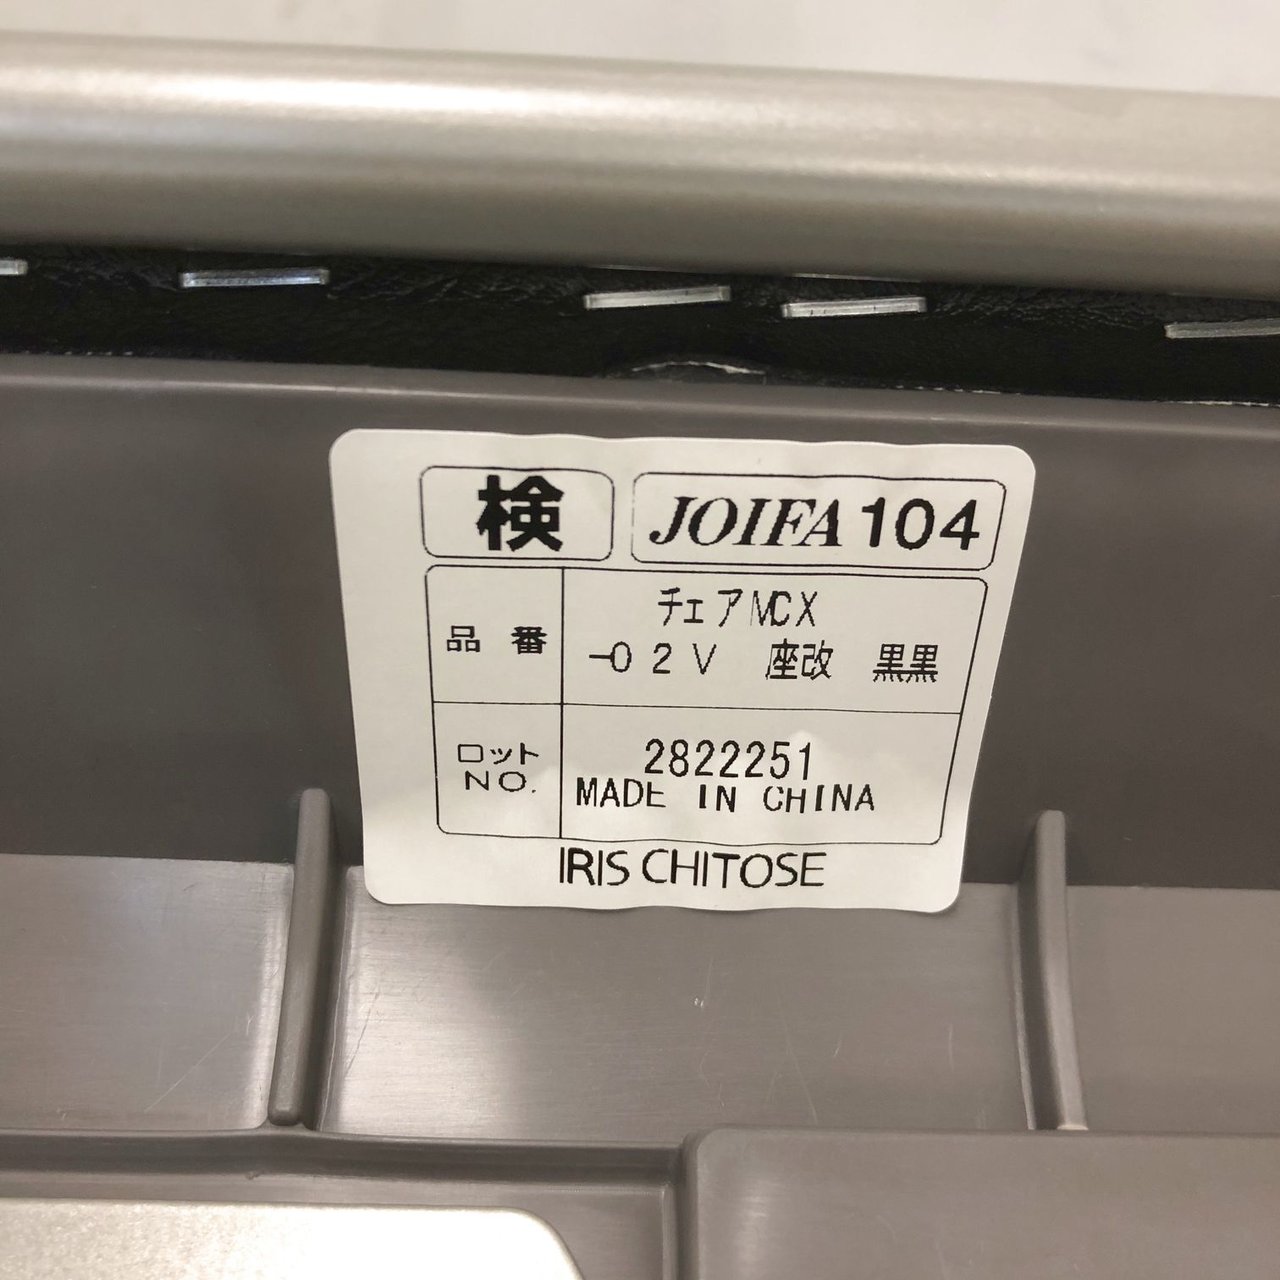 検 JOIFA 104
品番 チェアMCX
-02V 座改 黒黒
ロット 2822251
NO. MADE IN CHINA
IRIS CHITOSE